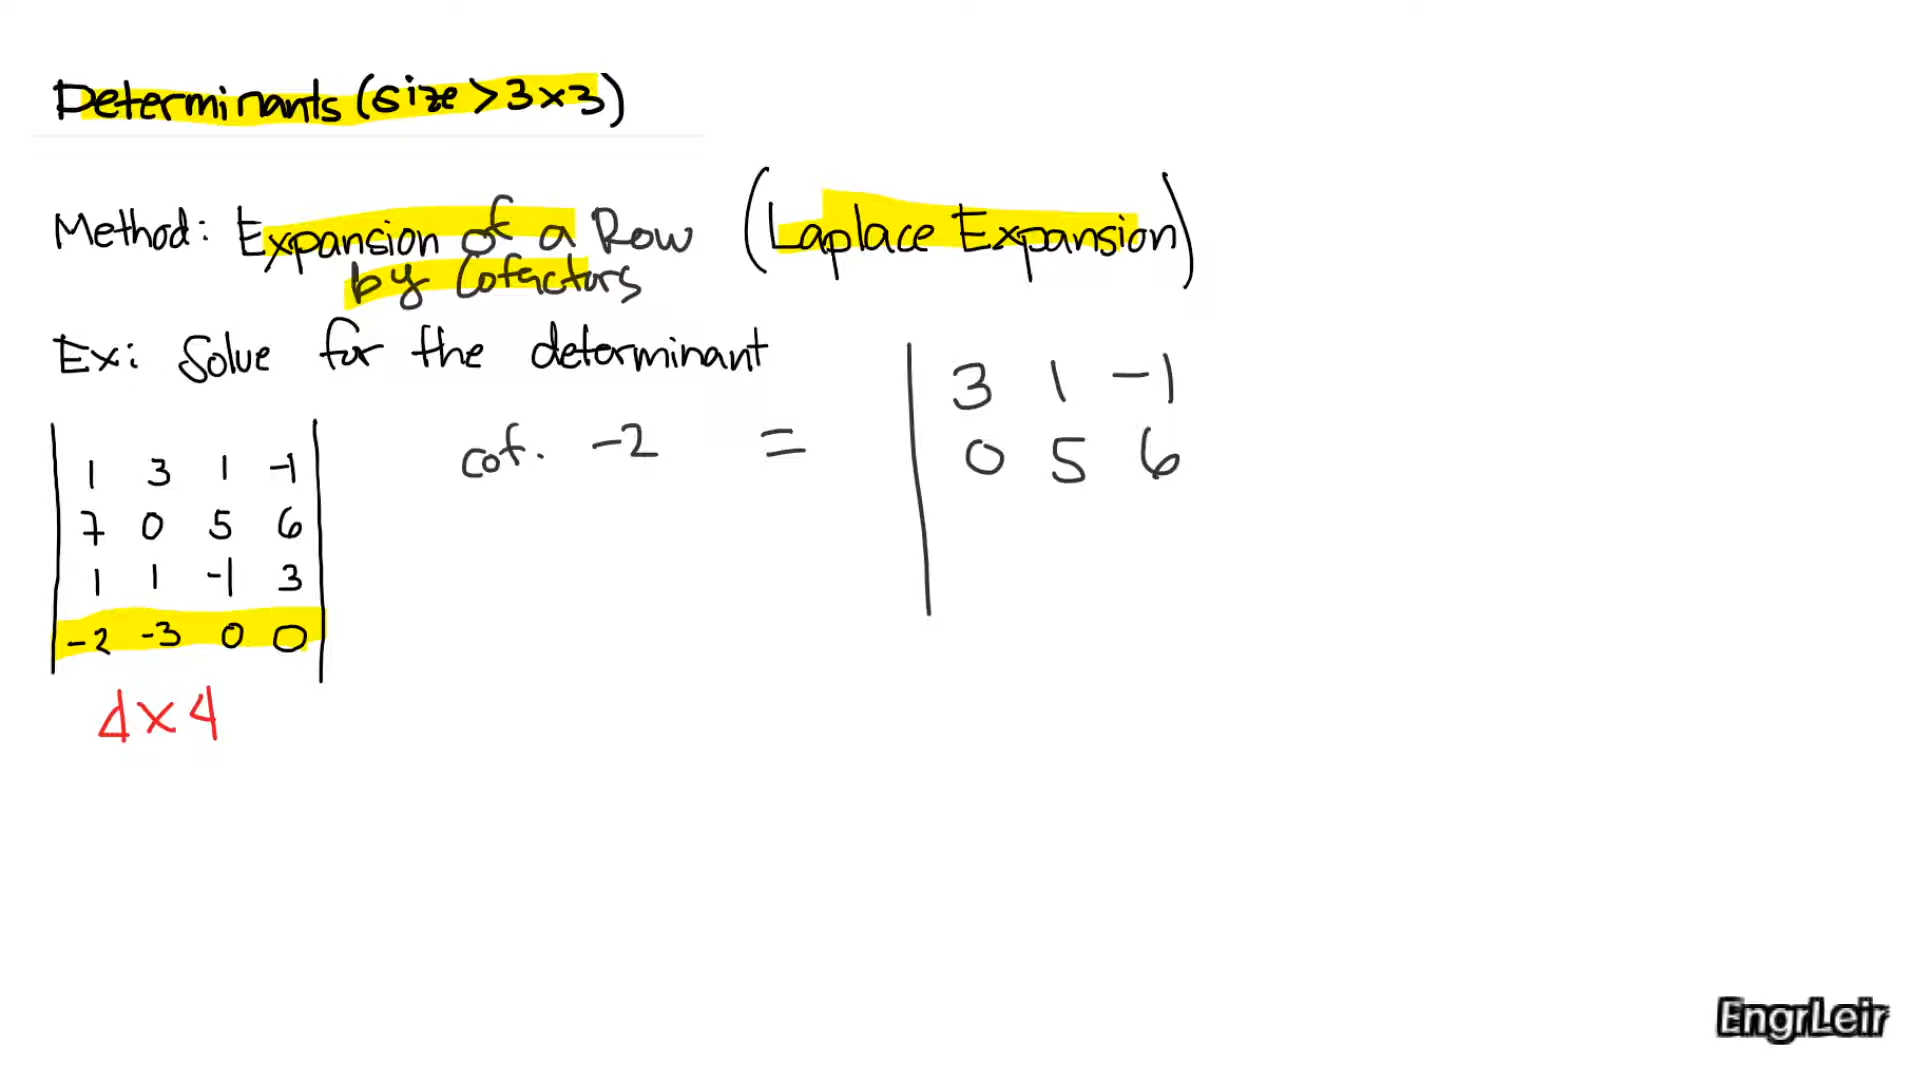 Determinants (size > 3x3)
Method: Expansion of a Row (Laplace Expansion)
by Cofactors
Ex: Solve for the determinant
1 3 1 -1
7 0 5 6
1 1 -1 3
-2 -3 0 0
4x4
cof. -2 =
3 1 -1
0 5 6
EngrLeir